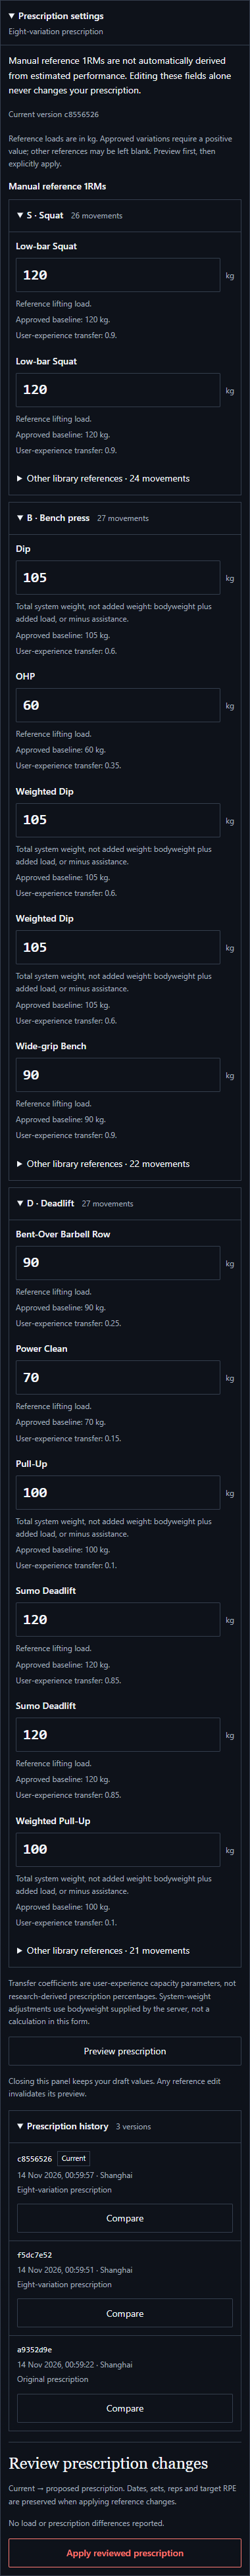 ▼ Prescription settings
Eight-variation prescription
Manual reference 1RMs are not automatically derived
from estimated performance. Editing these fields alone
never changes your prescription.
Current version c8556526
Reference loads are in kg. Approved variations require a positive
value; other references may be left blank. Preview first, then
explicitly apply.
Manual reference 1RMs
▼ S · Squat 26 movements
Low-bar Squat
120 kg
Reference lifting load.
Approved baseline: 120 kg.
User-experience transfer: 0.9.
Low-bar Squat
120 kg
Reference lifting load.
Approved baseline: 120 kg.
User-experience transfer: 0.9.
▶ Other library references · 24 movements
▼ B · Bench press 27 movements
Dip
105 kg
Total system weight, not added weight: bodyweight plus
added load, or minus assistance.
Approved baseline: 105 kg.
User-experience transfer: 0.6.
OHP
60 kg
Reference lifting load.
Approved baseline: 60 kg.
User-experience transfer: 0.35.
Weighted Dip
105 kg
Total system weight, not added weight: bodyweight plus
added load, or minus assistance.
Approved baseline: 105 kg.
User-experience transfer: 0.6.
Weighted Dip
105 kg
Total system weight, not added weight: bodyweight plus
added load, or minus assistance.
Approved baseline: 105 kg.
User-experience transfer: 0.6.
Wide-grip Bench
90 kg
Reference lifting load.
Approved baseline: 90 kg.
User-experience transfer: 0.9.
▶ Other library references · 22 movements
▼ D · Deadlift 27 movements
Bent-Over Barbell Row
90 kg
Reference lifting load.
Approved baseline: 90 kg.
User-experience transfer: 0.25.
Power Clean
70 kg
Reference lifting load.
Approved baseline: 70 kg.
User-experience transfer: 0.15.
Pull-Up
100 kg
Total system weight, not added weight: bodyweight plus
added load, or minus assistance.
Approved baseline: 100 kg.
User-experience transfer: 0.1.
Sumo Deadlift
120 kg
Reference lifting load.
Approved baseline: 120 kg.
User-experience transfer: 0.85.
Sumo Deadlift
120 kg
Reference lifting load.
Approved baseline: 120 kg.
User-experience transfer: 0.85.
Weighted Pull-Up
100 kg
Total system weight, not added weight: bodyweight plus
added load, or minus assistance.
Approved baseline: 100 kg.
User-experience transfer: 0.1.
▶ Other library references · 21 movements
Transfer coefficients are user-experience capacity parameters, not
research-derived prescription percentages. System-weight
adjustments use bodyweight supplied by the server, not a
calculation in this form.
Preview prescription
Closing this panel keeps your draft values. Any reference edit
invalidates its preview.
▼ Prescription history 3 versions
c8556526 Current
14 Nov 2026, 00:59:57 · Shanghai
Eight-variation prescription
Compare
f5dc7e52
14 Nov 2026, 00:59:51 · Shanghai
Eight-variation prescription
Compare
a9352d9e
14 Nov 2026, 00:59:22 · Shanghai
Original prescription
Compare
Review prescription changes
Current → proposed prescription. Dates, sets, reps and target RPE
are preserved when applying reference changes.
No load or prescription differences reported.
Apply reviewed prescription